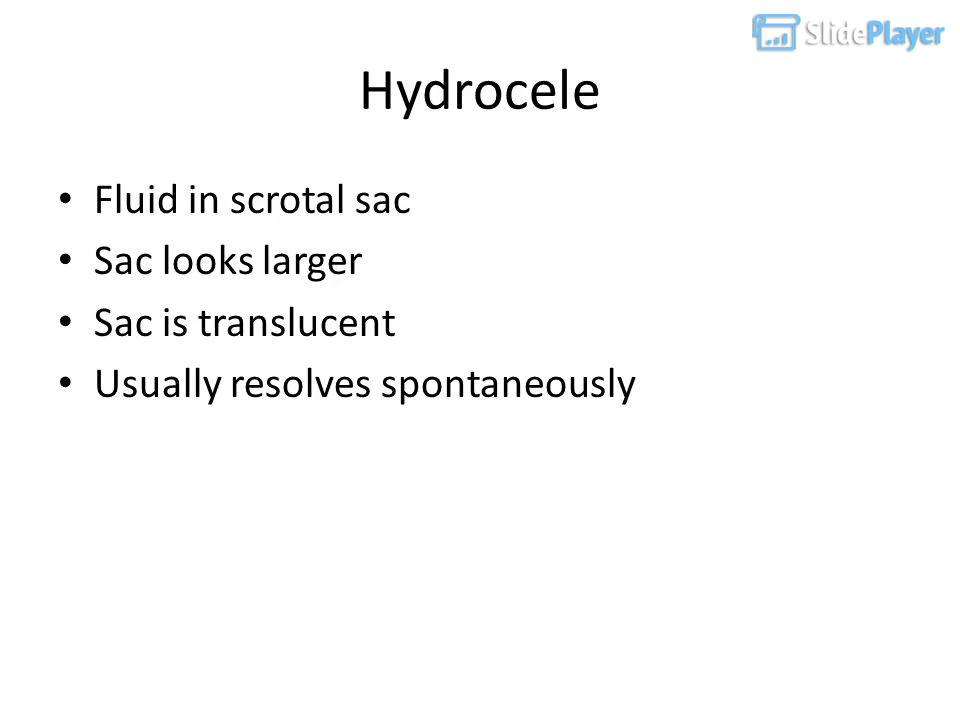 SlidePlayer
Hydrocele
• Fluid in scrotal sac
• Sac looks larger
• Sac is translucent
• Usually resolves spontaneously